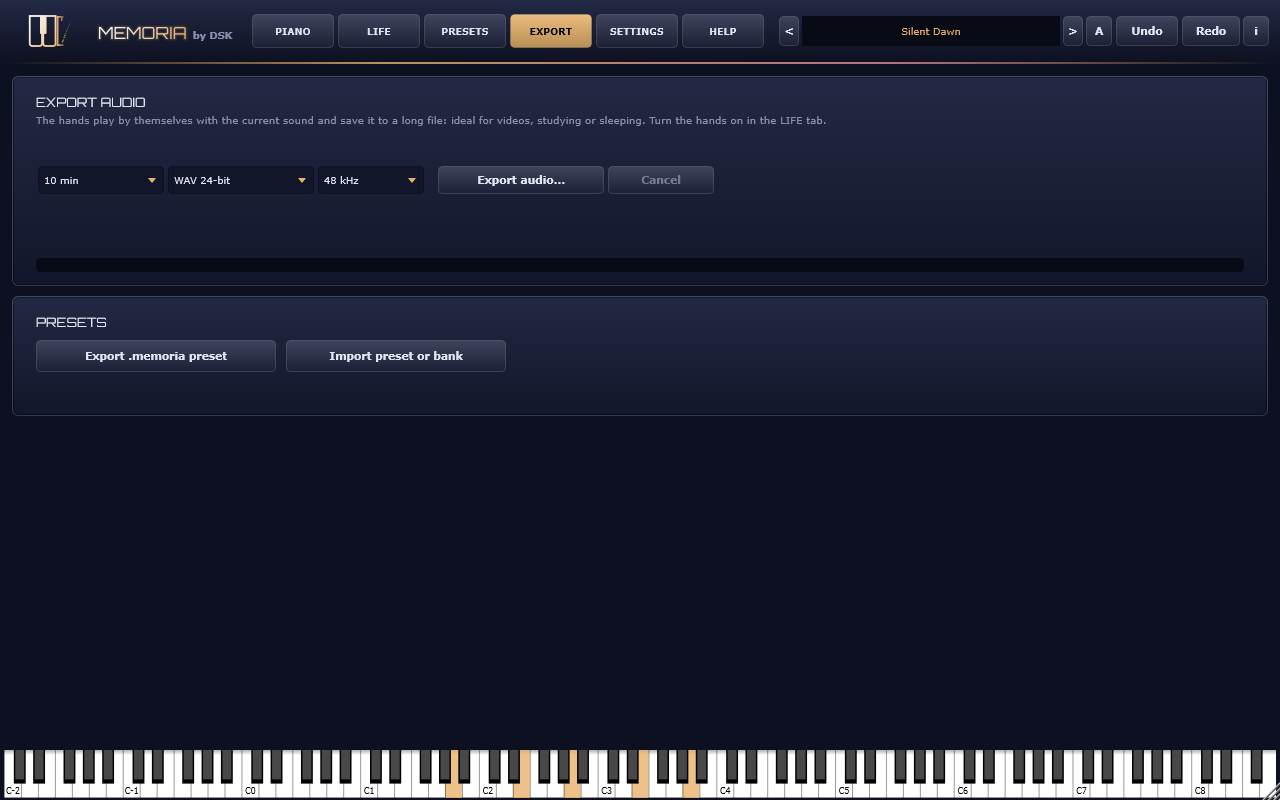 MEMORIA by DSK PIANO LIFE PRESETS EXPORT SETTINGS HELP < Silent Dawn > A Undo Redo i
EXPORT AUDIO
The hands play by themselves with the current sound and save it to a long file: ideal for videos, studying or sleeping. Turn the hands on in the LIFE tab.
10 min WAV 24-bit 48 kHz Export audio... Cancel
PRESETS
Export .memoria preset Import preset or bank
C-2 C-1 C0 C1 C2 C3 C4 C5 C6 C7 C8